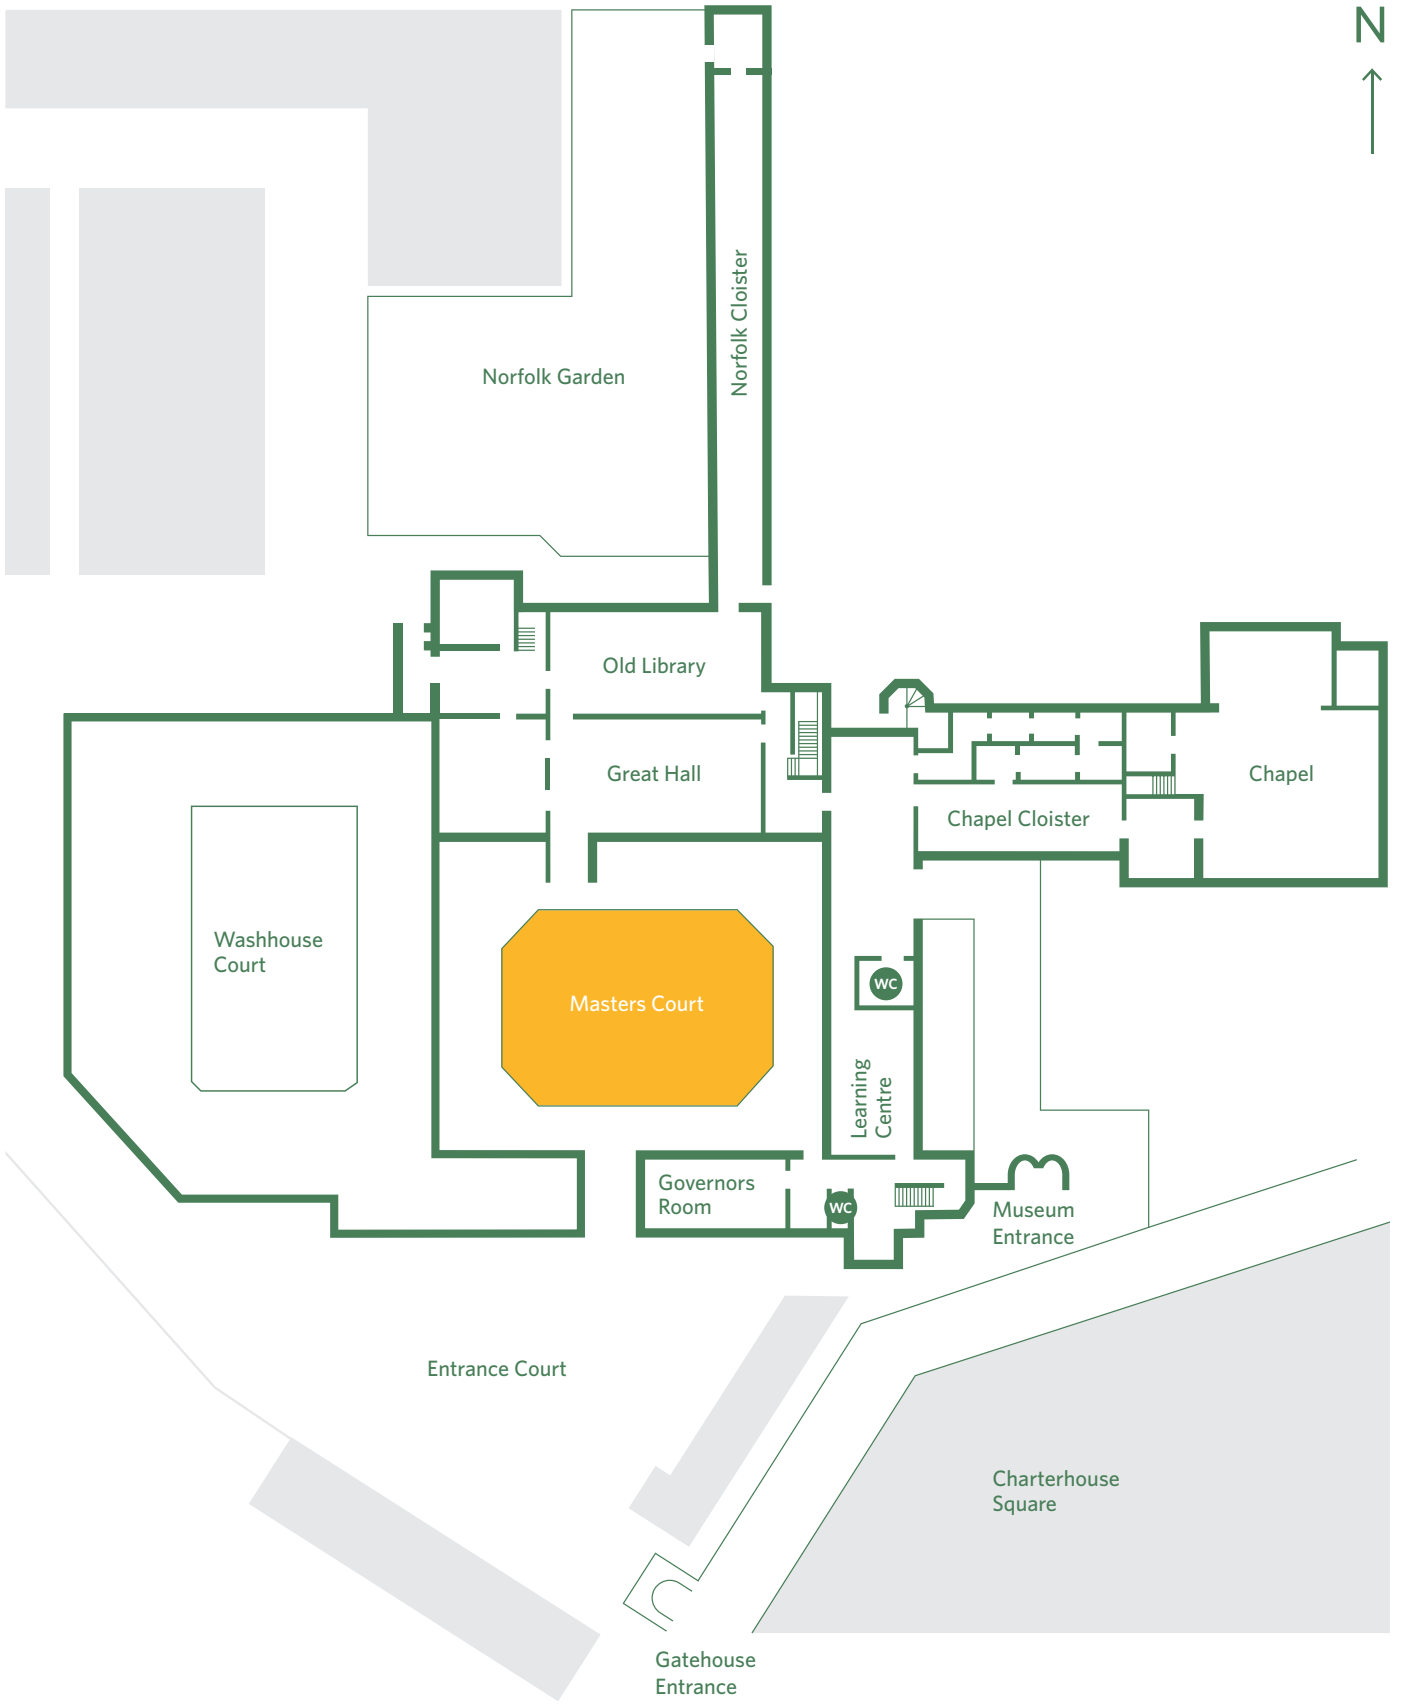 N
Norfolk Cloister
Norfolk Garden
Old Library
Great Hall
Chapel
Chapel Cloister
Washhouse
Court
Masters Court
WC
Learning
Centre
Governors
Room
WC
Museum
Entrance
Entrance Court
Charterhouse
Square
Gatehouse
Entrance